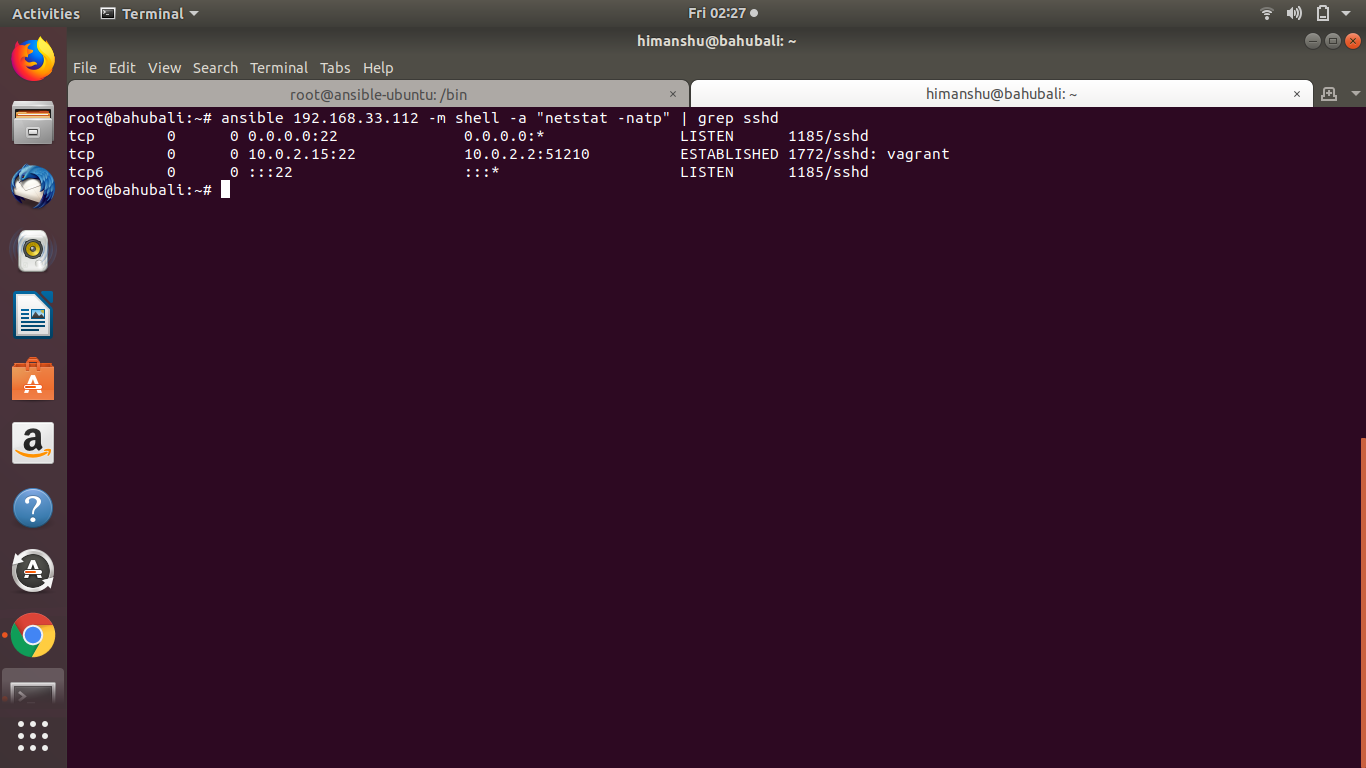 Activities Terminal Fri 02:27
himanshu@bahubali: ~
File Edit View Search Terminal Tabs Help
root@ansible-ubuntu: /bin × himanshu@bahubali: ~ ×
root@bahubali:~# ansible 192.168.33.112 -m shell -a "netstat -natp" | grep sshd
tcp 0 0 0.0.0.0:22 0.0.0.0:* LISTEN 1185/sshd
tcp 0 0 10.0.2.15:22 10.0.2.2:51210 ESTABLISHED 1772/sshd: vagrant
tcp6 0 0 :::22 :::* LISTEN 1185/sshd
root@bahubali:~#